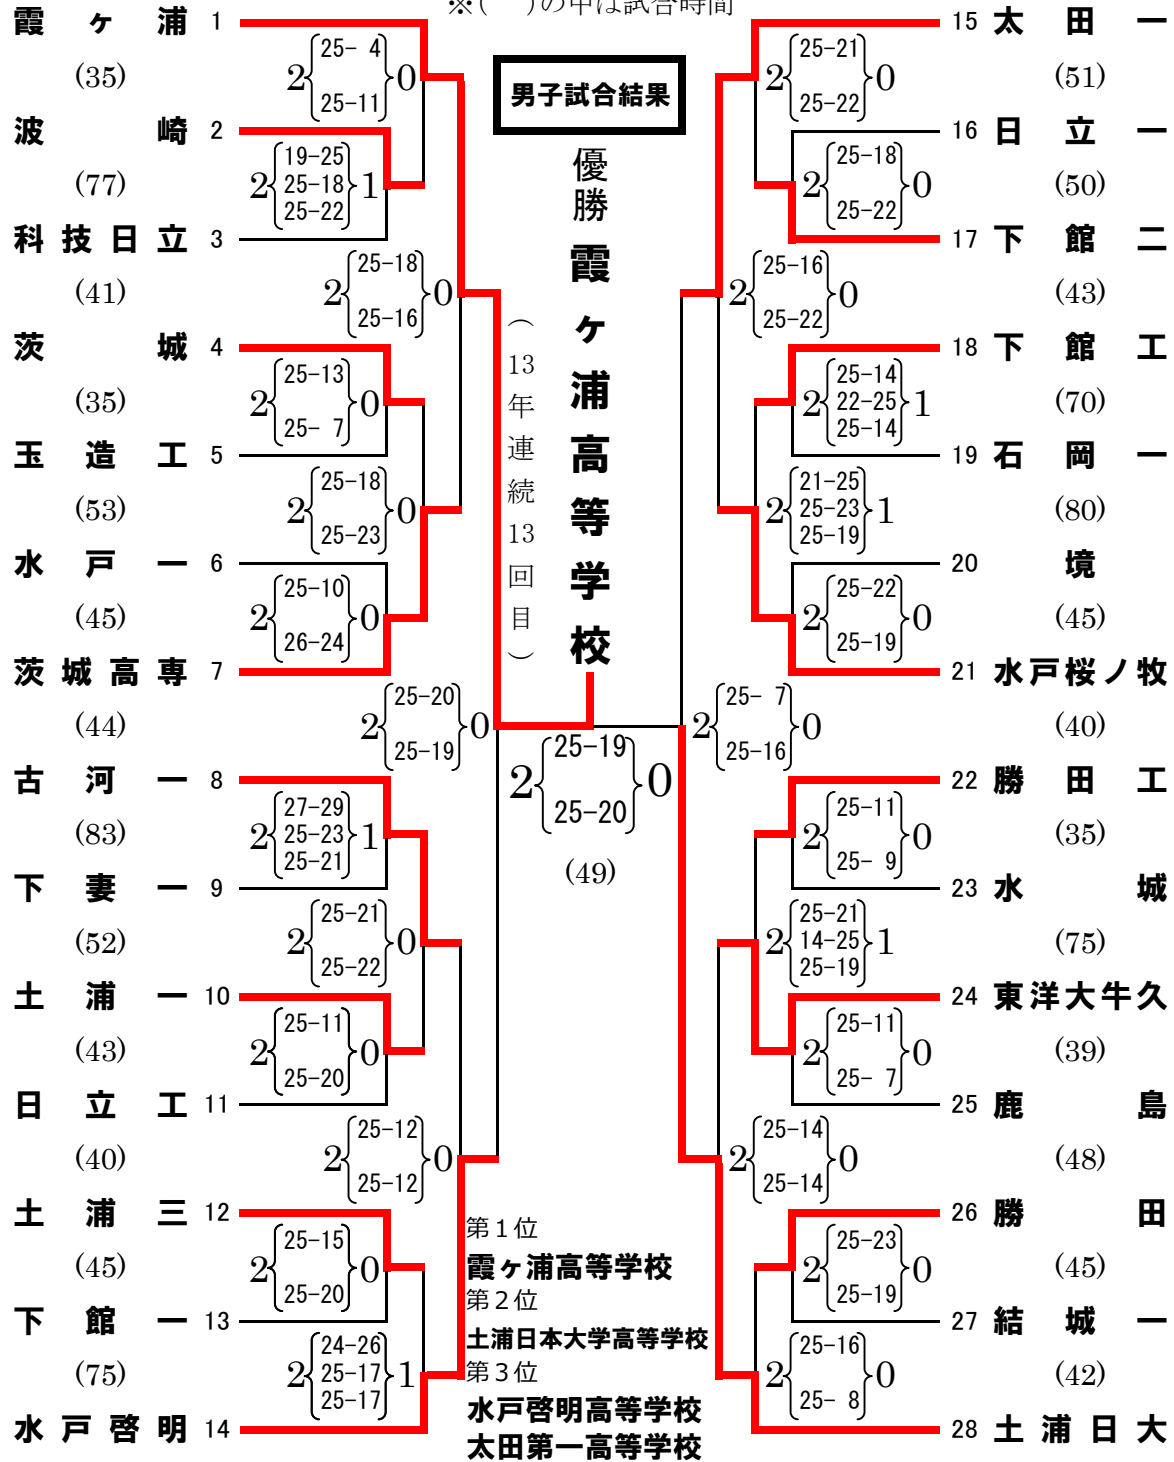 ※(　)の中は試合時間
男子試合結果
優勝
霞ヶ浦高等学校
（13年連続13回目）
霞ヶ浦 1
(35)
2 25- 4 0
25-11
波崎 2
(77)
2 19-25 1
25-18
25-22
科技日立 3
(41)
2 25-18 0
25-16
茨城 4
(35)
2 25-13 0
25- 7
玉造工 5
(53)
2 25-18 0
25-23
水戸一 6
(45)
2 25-10 0
26-24
茨城高専 7
(44)
2 25-20 0
25-19
古河一 8
(83)
2 27-29 1
25-23
25-21
下妻一 9
(52)
2 25-21 0
25-22
土浦一 10
(43)
2 25-11 0
25-20
日立工 11
(40)
2 25-12 0
25-12
土浦三 12
(45)
2 25-15 0
25-20
下館一 13
(75)
2 24-26 1
25-17
25-17
水戸啓明 14
2 25-19 0
25-20
(49)
15 太田一
2 25-21 0
25-22
(51)
16 日立一
2 25-18 0
25-22
(50)
17 下館二
2 25-16 0
25-22
(43)
18 下館工
2 25-14 1
22-25
25-14
(70)
19 石岡一
2 21-25 1
25-23
25-19
(80)
20 境
2 25-22 0
25-19
(45)
21 水戸桜ノ牧
2 25- 7 0
25-16
(40)
22 勝田工
2 25-11 0
25- 9
(35)
23 水城
2 25-21 1
14-25
25-19
(75)
24 東洋大牛久
2 25-11 0
25- 7
(39)
25 鹿島
2 25-14 0
25-14
(48)
26 勝田
2 25-23 0
25-19
(45)
27 結城一
2 25-16 0
25- 8
(42)
28 土浦日大
第１位
霞ヶ浦高等学校
第２位
土浦日本大学高等学校
第３位
水戸啓明高等学校
太田第一高等学校